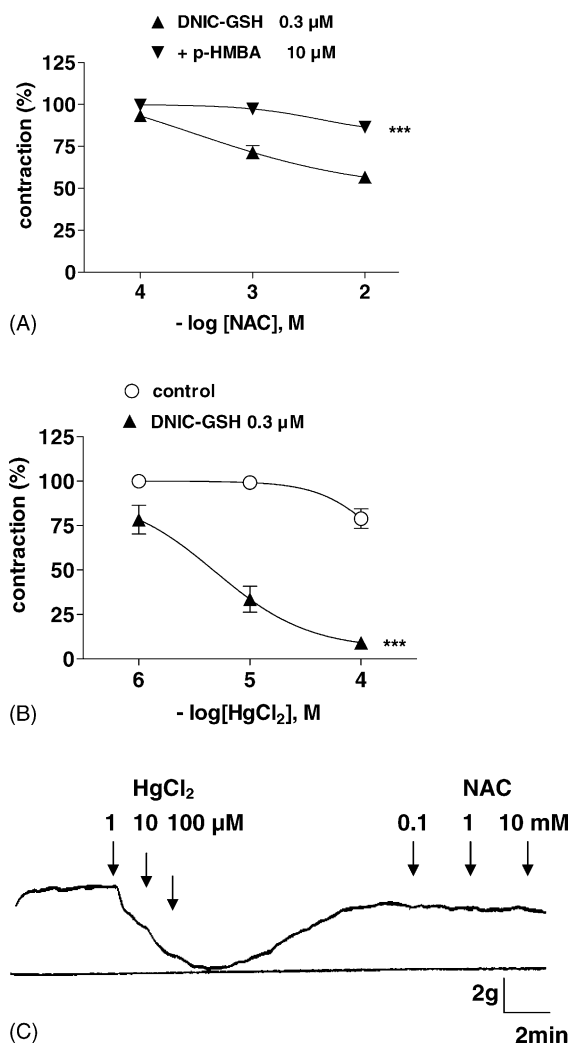 ▲ DNIC-GSH 0.3 µM
▼ + p-HMBA 10 µM
contraction (%)
125
100
75
50
25
0
***
4 3 2
- log [NAC], M
(A)
○ control
▲ DNIC-GSH 0.3 µM
contraction (%)
125
100
75
50
25
0
***
6 5 4
- log[HgCl₂], M
(B)
HgCl₂ NAC
1 10 100 µM 0.1 1 10 mM
2g
2min
(C)